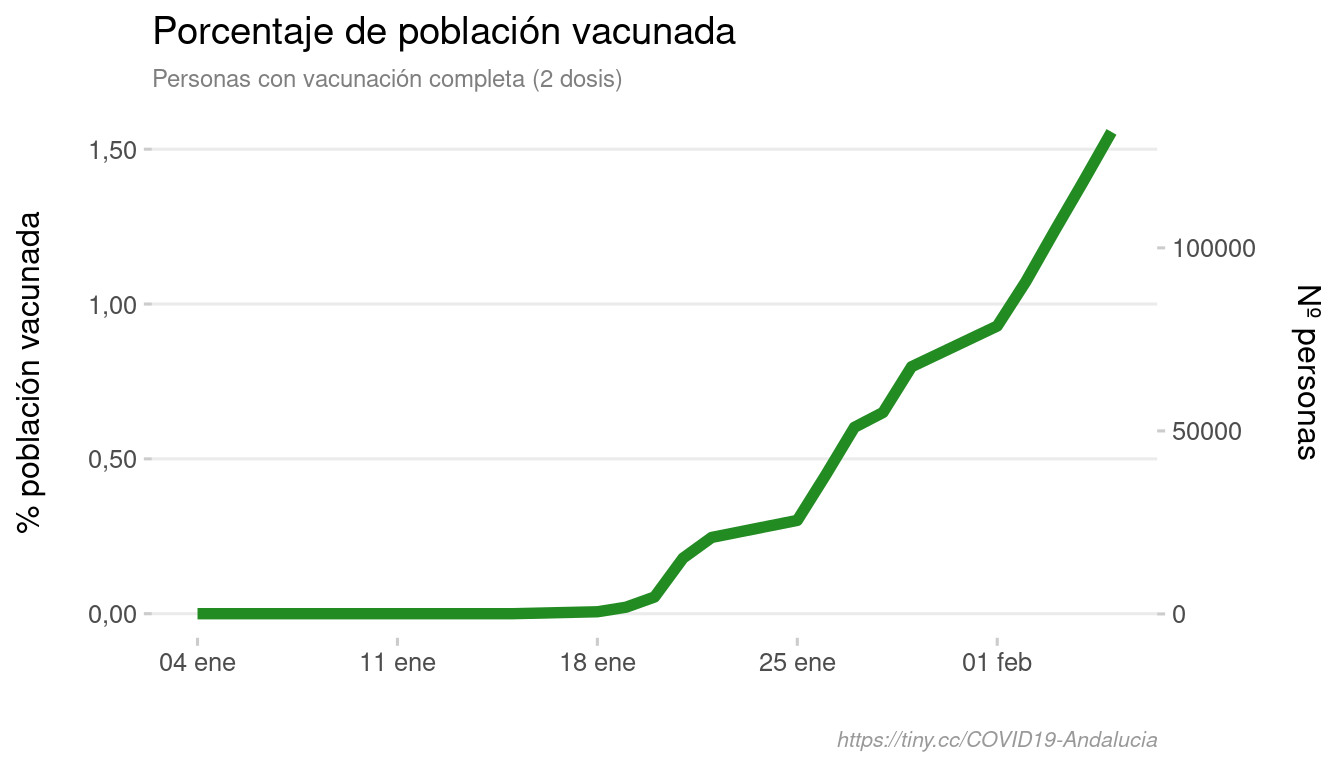 Porcentaje de población vacunada
Personas con vacunación completa (2 dosis)
% población vacunada
1,50
1,00
0,50
0,00
100000
50000
0
Nº personas
04 ene
11 ene
18 ene
25 ene
01 feb
https://tiny.cc/COVID19-Andalucia